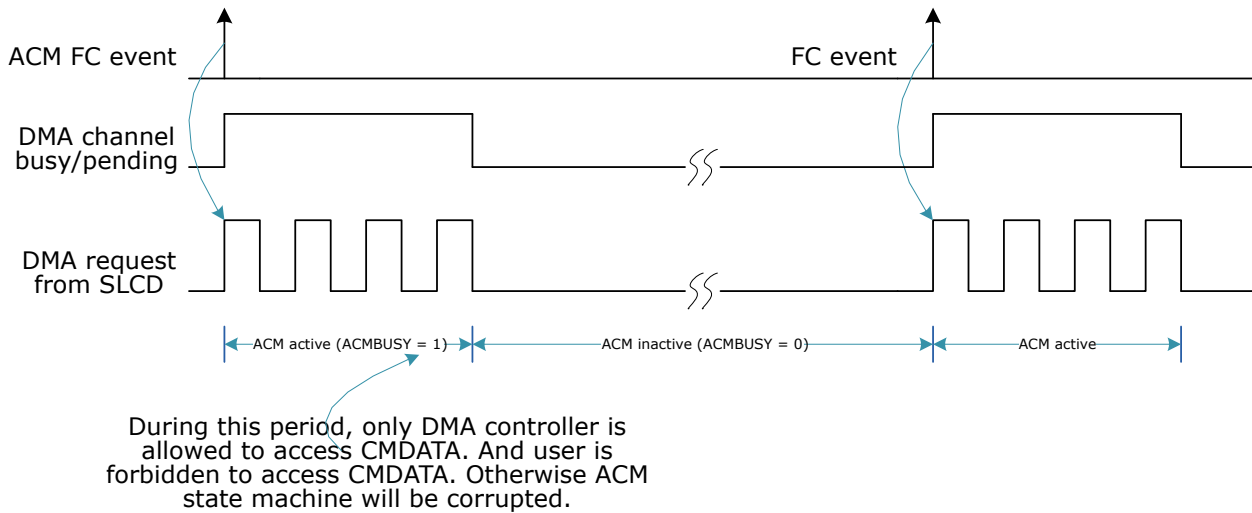 ACM FC event
FC event
DMA channel
busy/pending
DMA request
from SLCD
ACM active (ACMBUSY = 1)
ACM inactive (ACMBUSY = 0)
ACM active
During this period, only DMA controller is
allowed to access CMDATA. And user is
forbidden to access CMDATA. Otherwise ACM
state machine will be corrupted.